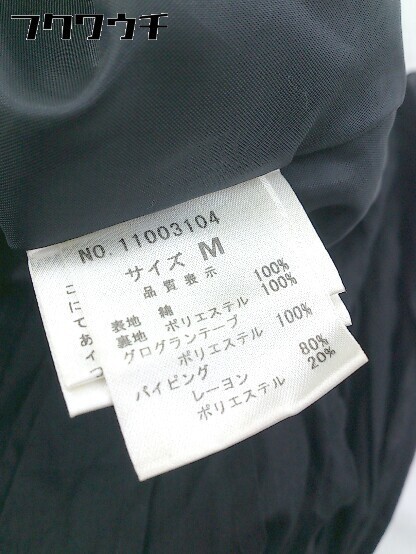 フクワウチ
NO. 11003104
サイズ M
品質表示
表地 綿 100%
裏地 ポリエステル 100%
グログランテープ
ポリエステル 100%
パイピング
レーヨン 80%
ポリエステル 20%